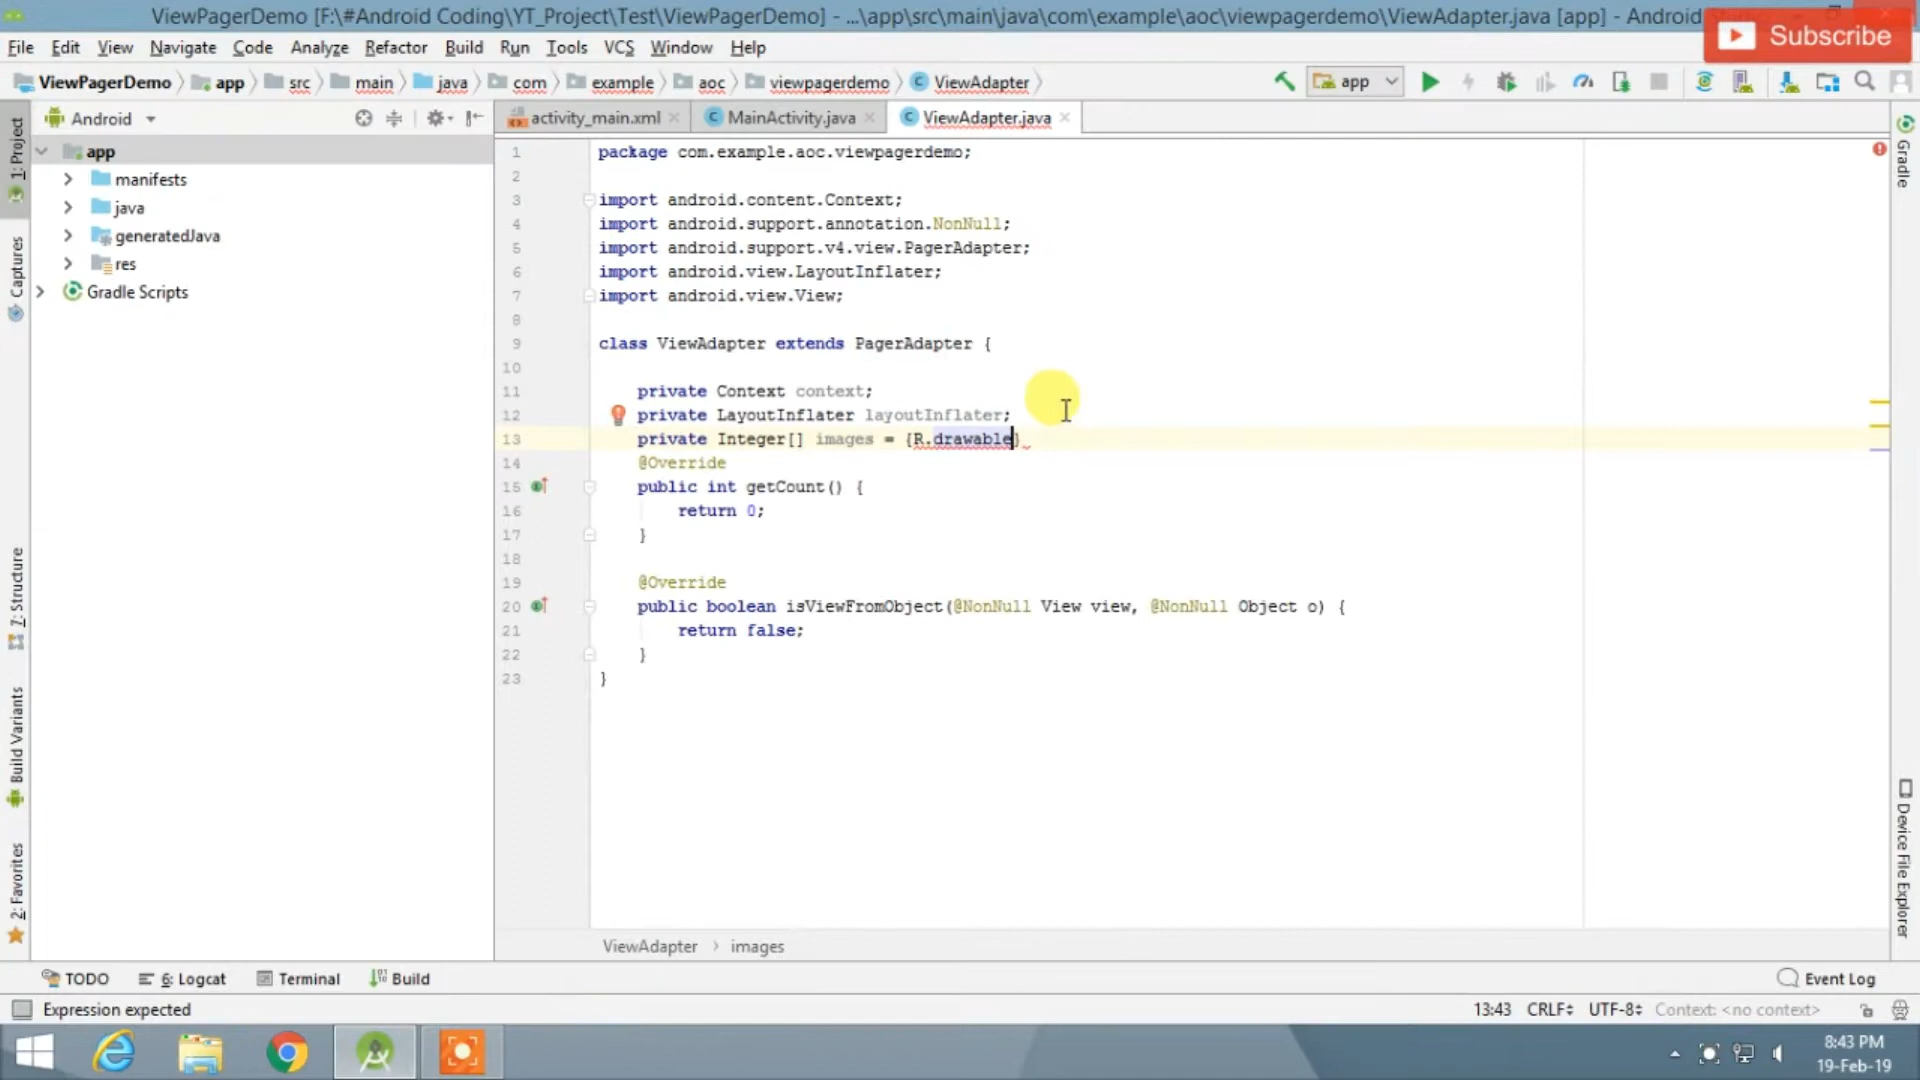 ViewPagerDemo [F:\#Android Coding\YT_Project\Test\ViewPagerDemo] - ...\app\src\main\java\com\example\aoc\viewpagerdemo\ViewAdapter.java [app] - Android
Subscribe
File Edit View Navigate Code Analyze Refactor Build Run Tools VCS Window Help
ViewPagerDemo app src main java com example aoc viewpagerdemo ViewAdapter
app
Android
activity_main.xml MainActivity.java ViewAdapter.java
1: Project
Captures
7: Structure
Build Variants
2: Favorites
app
manifests
java
generatedJava
res
Gradle Scripts
1 package com.example.aoc.viewpagerdemo;
2
3 import android.content.Context;
4 import android.support.annotation.NonNull;
5 import android.support.v4.view.PagerAdapter;
6 import android.view.LayoutInflater;
7 import android.view.View;
8
9 class ViewAdapter extends PagerAdapter {
10
11 private Context context;
12 private LayoutInflater layoutInflater;
13 private Integer[] images = {R.drawable}
14 @Override
15 public int getCount() {
16 return 0;
17 }
18
19 @Override
20 public boolean isViewFromObject(@NonNull View view, @NonNull Object o) {
21 return false;
22 }
23 }
Gradle
Device File Explorer
ViewAdapter › images
TODO 6: Logcat Terminal Build
Event Log
Expression expected
13:43 CRLF UTF-8 Context: <no context>
8:43 PM
19-Feb-19